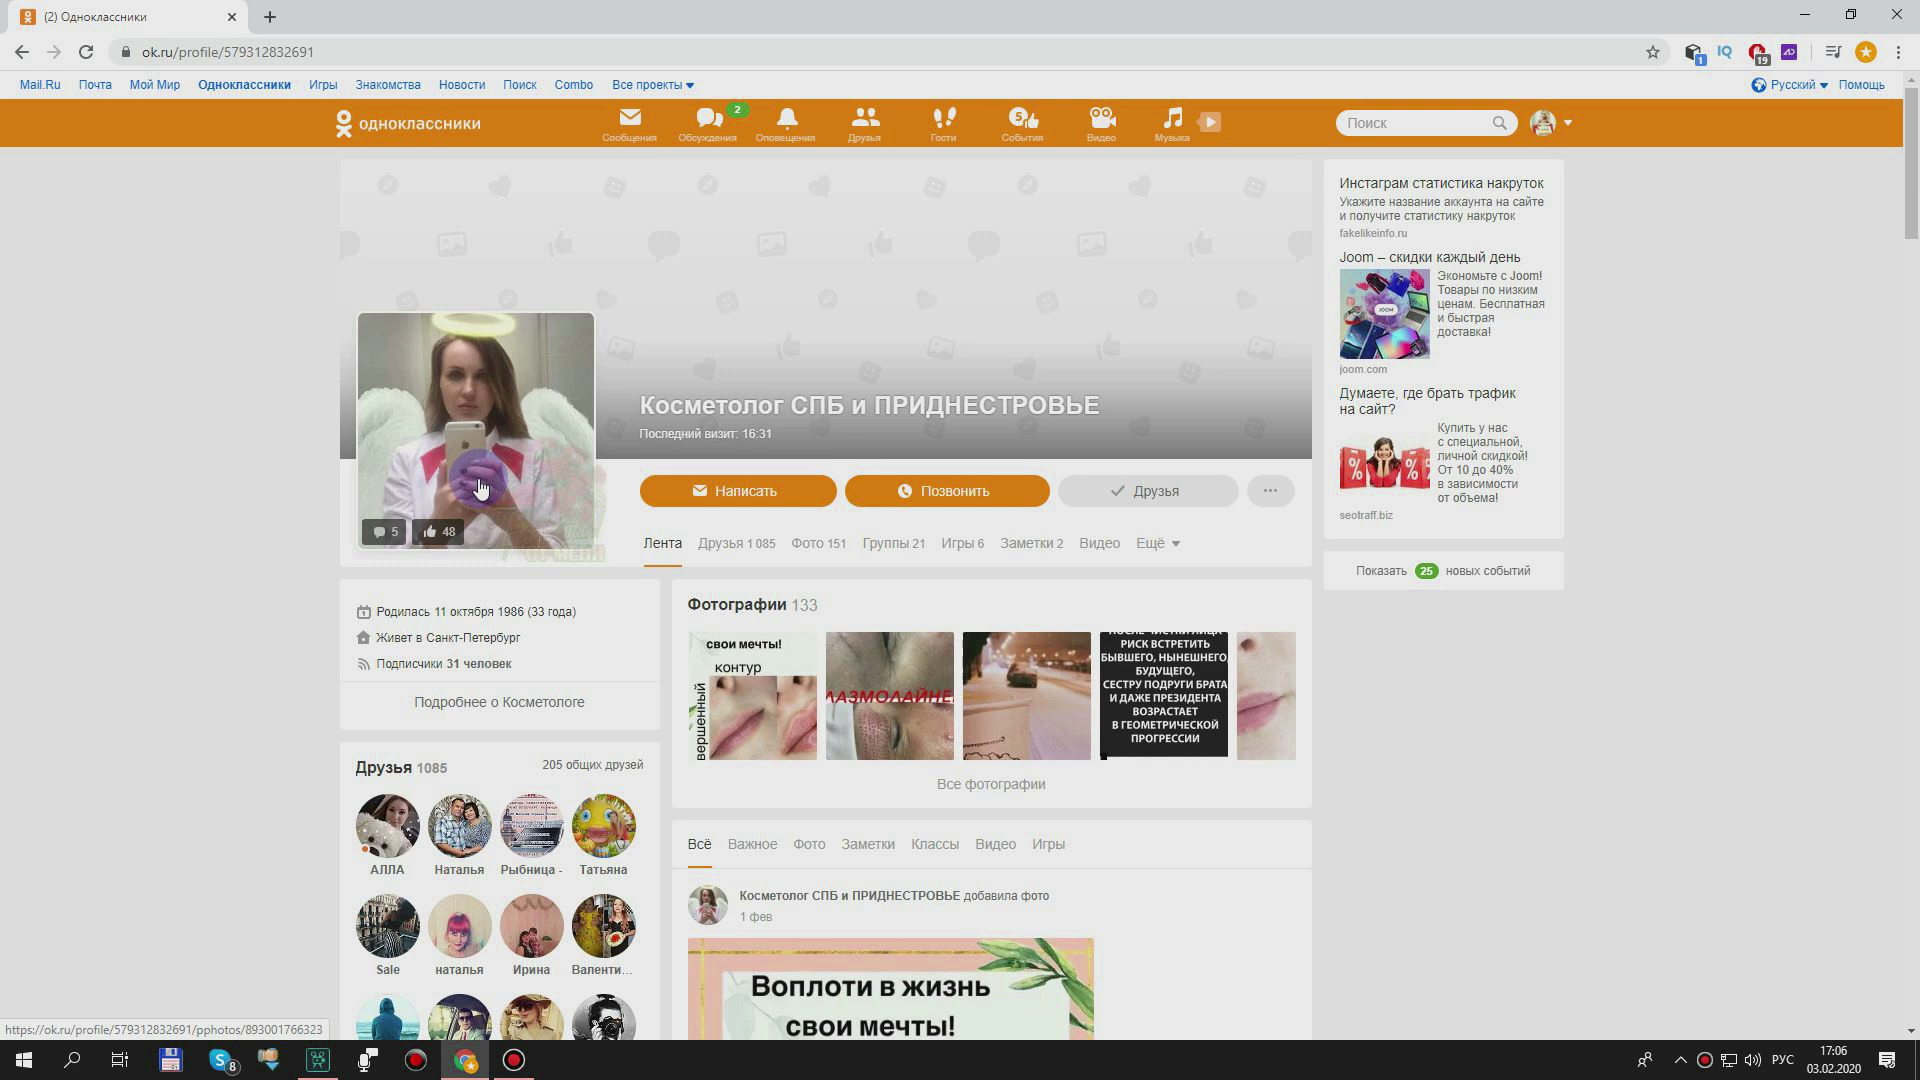 (2) Одноклассники
ok.ru/profile/579312832691
1
19
Mail.Ru Почта Мой Мир Одноклассники Игры Знакомства Новости Поиск Combo Все проекты
Русский Помощь
одноклассники
Сообщения
Обсуждения
2
Оповещения
Друзья
Гости
5
События
Видео
Музыка
Поиск
Косметолог СПБ и ПРИДНЕСТРОВЬЕ
Последний визит: 16:31
5
48
Написать
Позвонить
Друзья
Лента Друзья 1 085 Фото 151 Группы 21 Игры 6 Заметки 2 Видео Ещё
Родилась 11 октября 1986 (33 года)
Живет в Санкт-Петербург
Подписчики 31 человек
Подробнее о Косметологе
Друзья 1085
205 общих друзей
АЛЛА Наталья Рыбница - Татьяна
Sale наталья Ирина Валенти...
Фотографии 133
свои мечты!
контур
вершенный
ЛАЗМОЛАЙНЕ
ПОСЛЕ ЧИСТКИ ЛИЦА
РИСК ВСТРЕТИТЬ
БЫВШЕГО, НЫНЕШНЕГО,
БУДУЩЕГО,
СЕСТРУ ПОДРУГИ БРАТА
И ДАЖЕ ПРЕЗИДЕНТА
ВОЗРАСТАЕТ
В ГЕОМЕТРИЧЕСКОЙ
ПРОГРЕССИИ
Все фотографии
Всё Важное Фото Заметки Классы Видео Игры
Косметолог СПБ и ПРИДНЕСТРОВЬЕ добавила фото
1 фев
Воплоти в жизнь
свои мечты!
Инстаграм статистика накруток
Укажите название аккаунта на сайте
и получите статистику накруток
fakelikeinfo.ru
Joom – скидки каждый день
JOOM
Экономьте с Joom!
Товары по низким
ценам. Бесплатная
и быстрая
доставка!
joom.com
Думаете, где брать трафик
на сайт?
% %
Купить у нас
с специальной,
личной скидкой!
От 10 до 40%
в зависимости
от объема!
seotraff.biz
Показать 25 новых событий
https://ok.ru/profile/579312832691/pphotos/893001766323
8
РУС
17:06
03.02.2020